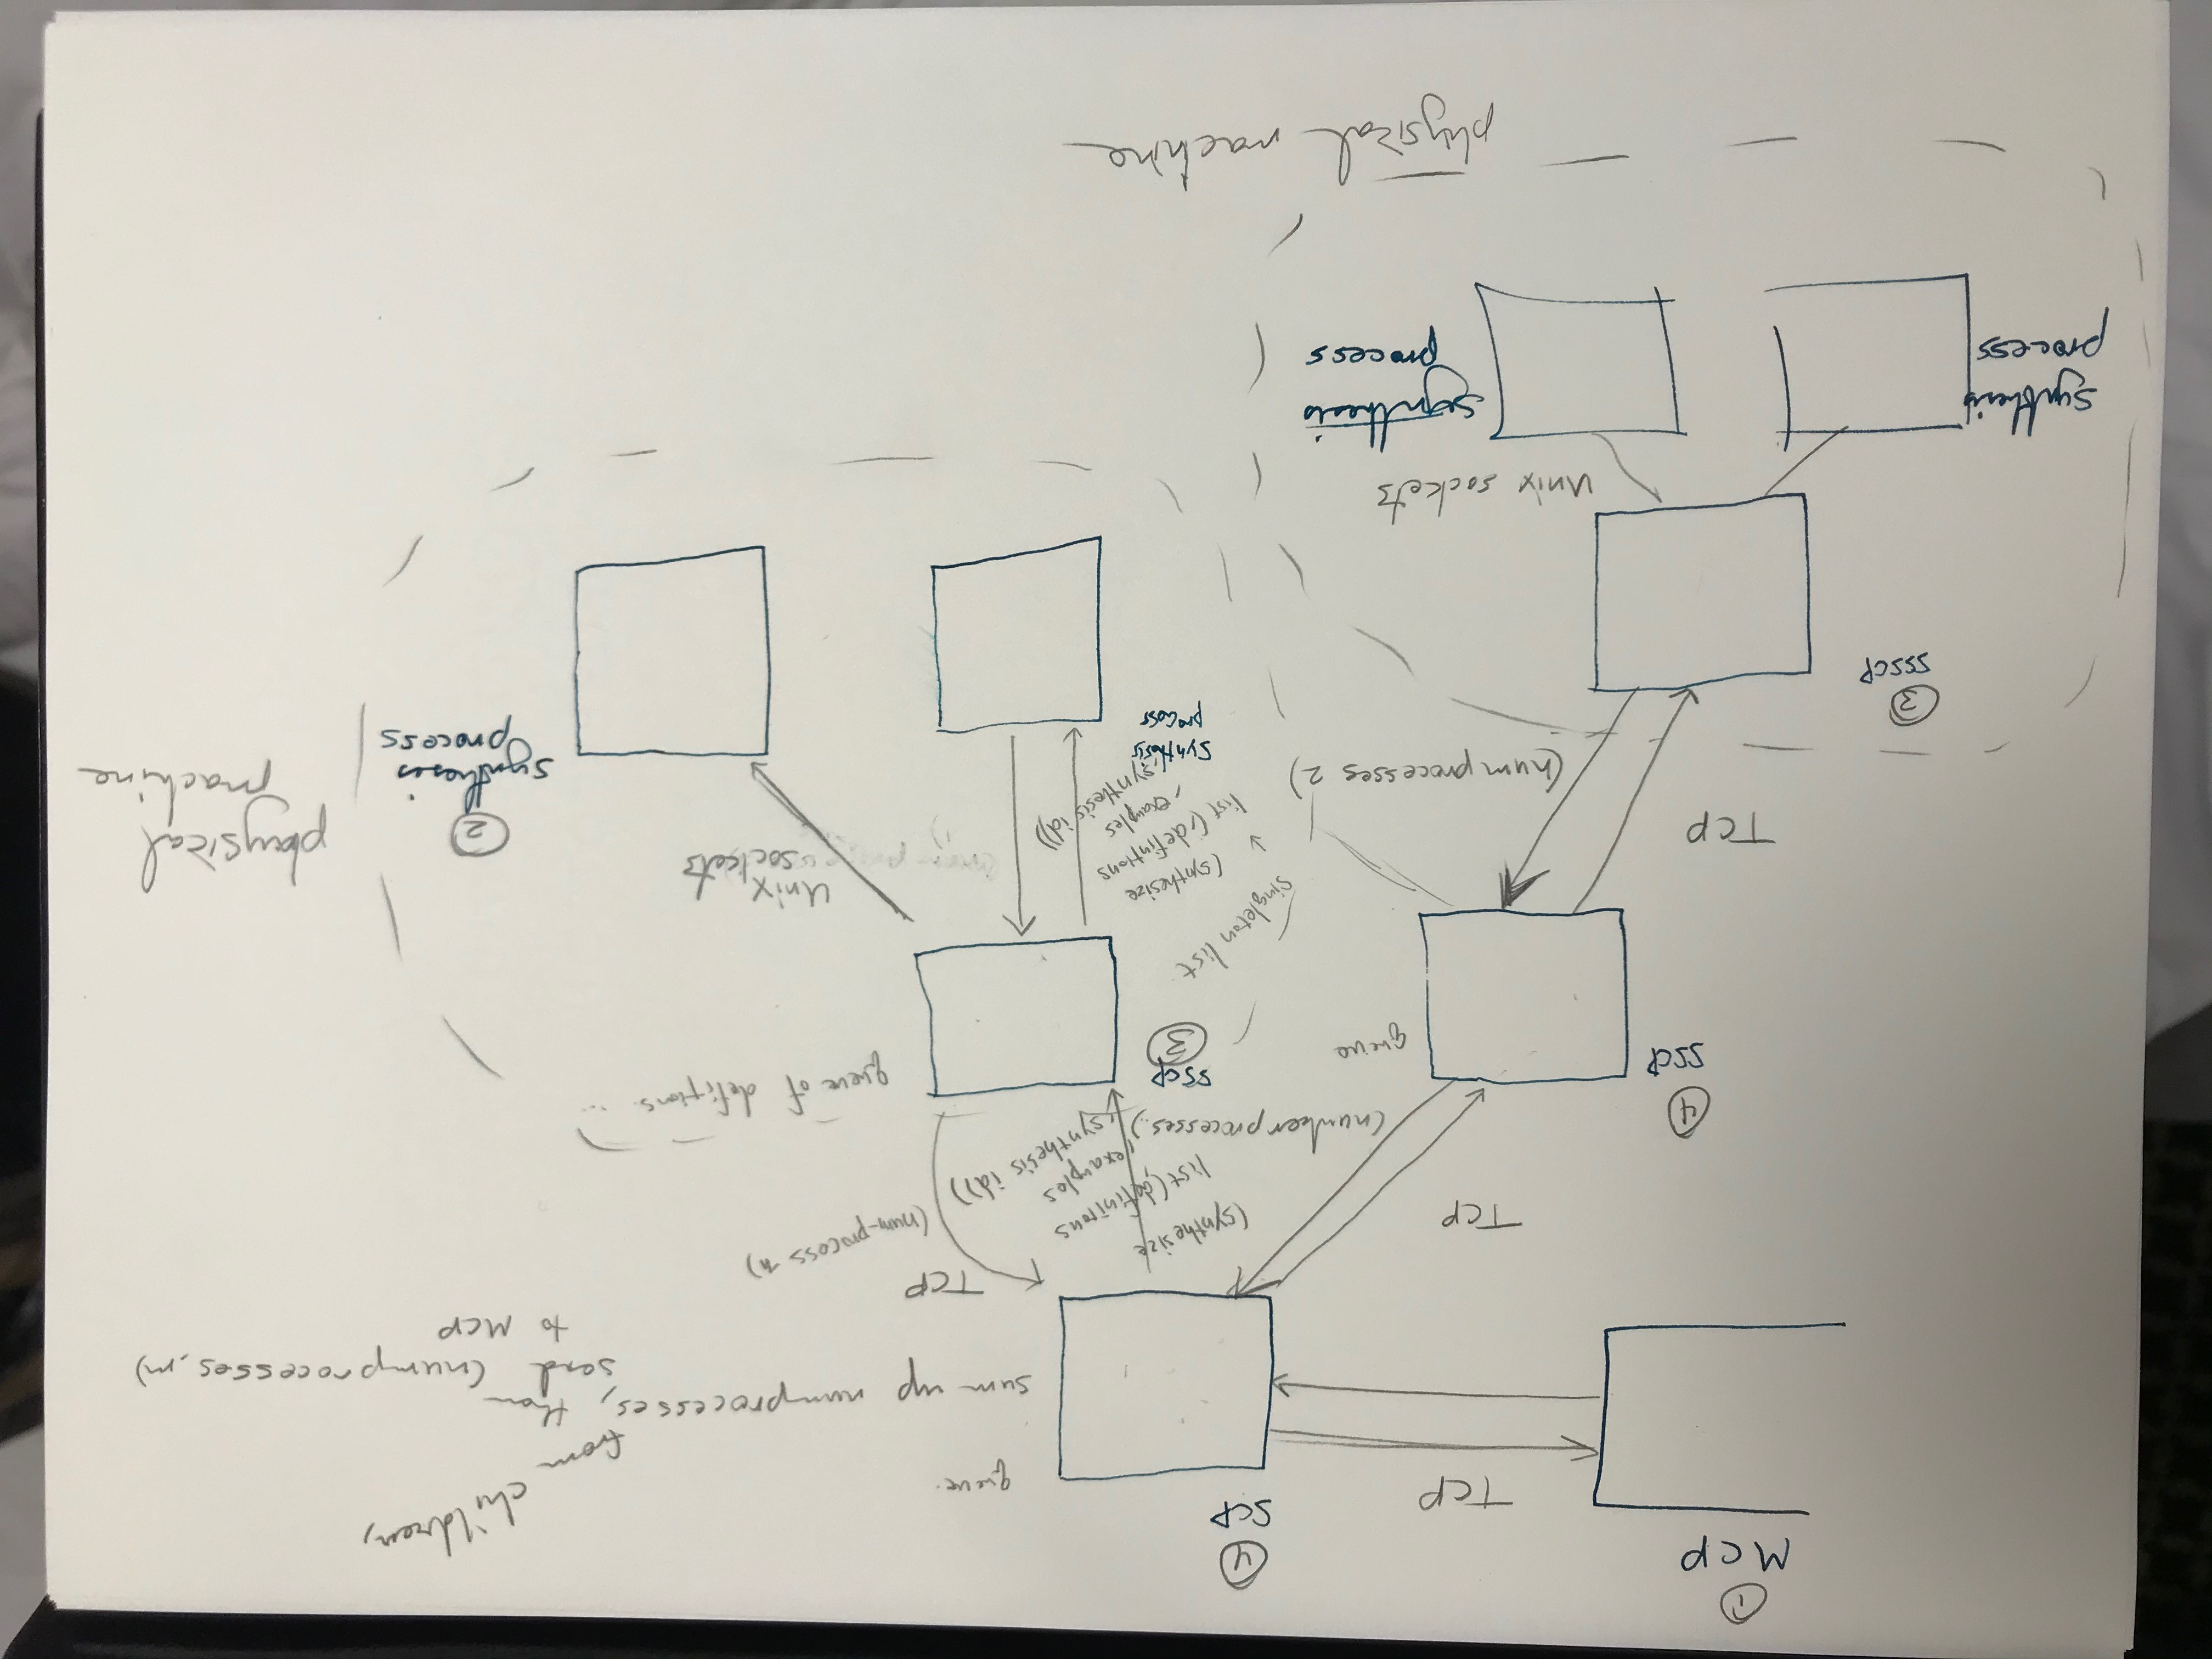 ①
MCP
TCP
④
SCP
queue.
sum up numprocesses,
from children,
then
send (numprocesses m)
to MCP
TCP
(num-process n)
(synthesize
list (definitions
examples
synthesis id))
TCP
(number processes..)
④
SSCP
queue
③
SSCP
queue of defitions ...
singleton list
(synthesize
list (definitions
examples
synthesis id))
Unix
sockets
②
synthesis
process
synthesis
process
physical
machine
TCP
(numprocesses 2)
③
SSSCP
Unix sockets
synthesis
process
synthesis
process
physical machine